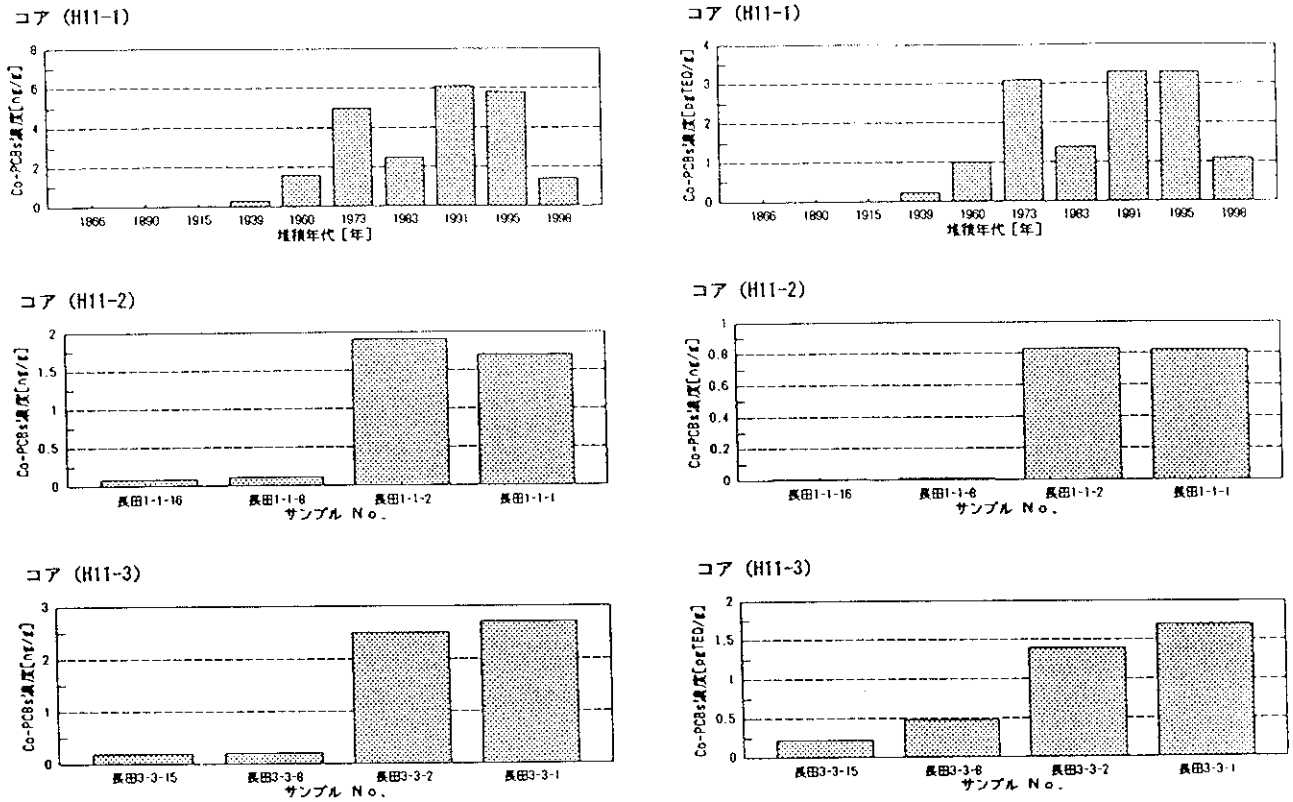 コア (H11-1)
Co-PCBs濃度[ng/g]
8
6
4
2
0
1866 1890 1915 1939 1960 1973 1983 1991 1995 1998
堆積年代 [年]
コア (H11-1)
Co-PCBs濃度[pgTEQ/g]
4
3
2
1
0
1866 1890 1915 1939 1960 1973 1983 1991 1995 1998
堆積年代 [年]
コア (H11-2)
Co-PCBs濃度[ng/g]
2
1.5
1
0.5
0
長田1-1-16 長田1-1-8 長田1-1-2 長田1-1-1
サンプル No.
コア (H11-2)
Co-PCBs濃度[ng/g]
1
0.8
0.6
0.4
0.2
0
長田1-1-16 長田1-1-8 長田1-1-2 長田1-1-1
サンプル No.
コア (H11-3)
Co-PCBs濃度[ng/g]
3
2
1
0
長田3-3-15 長田3-3-8 長田3-3-2 長田3-3-1
サンプル No.
コア (H11-3)
Co-PCBs濃度[pgTEQ/g]
2
1.5
1
0.5
0
長田3-3-15 長田3-3-8 長田3-3-2 長田3-3-1
サンプル No.